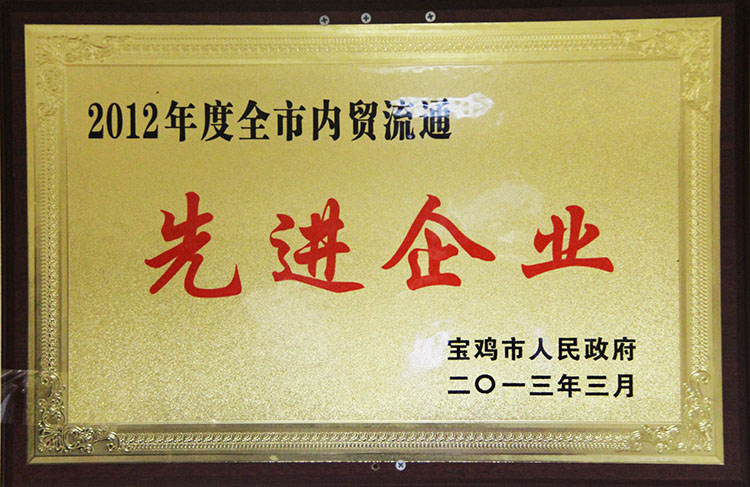 2012年度全市内贸流通
先进企业
宝鸡市人民政府
二〇一三年三月